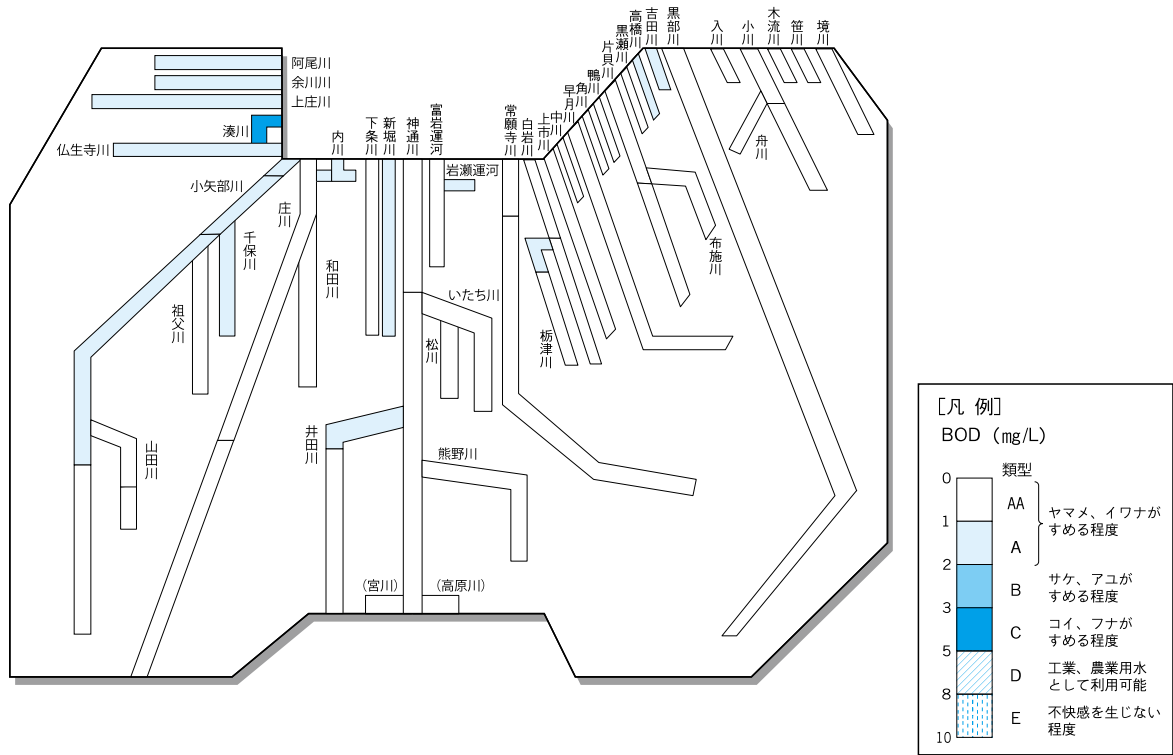 高橋川
吉田川
黒部川
入川
小川
木流川
笹川
境川
黒瀬川
片貝川
鴨川
角川
早月川
中川
上市川
白岩川
常願寺川
富岩運河
神通川
新堀川
下条川
内川
阿尾川
余川川
上庄川
湊川
仏生寺川
小矢部川
庄川
千保川
和田川
祖父川
山田川
岩瀬運河
いたち川
松川
井田川
熊野川
(宮川)
(高原川)
栃津川
布施川
舟川
[凡 例]
BOD (mg/L)
類型
0
AA
1
A
ヤマメ、イワナが
すめる程度
2
B
サケ、アユが
すめる程度
3
C
コイ、フナが
すめる程度
5
D
工業、農業用水
として利用可能
8
E
不快感を生じない
程度
10